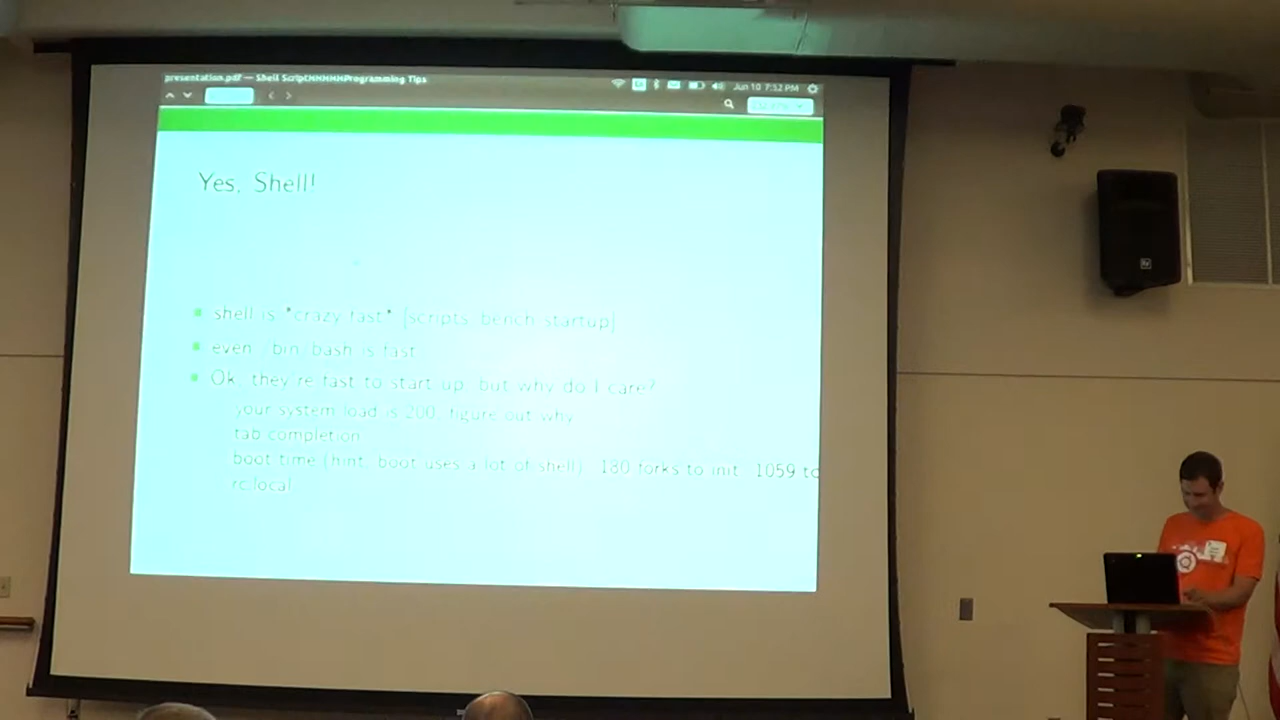 presentation.pdf — Shell ScriptHHHHHHProgramming Tips
Jun 10 7:52 PM
Yes, Shell!
shell is *crazy fast* [scripts/bench-startup]
even /bin/bash is fast
Ok, they're fast to start up, but why do I care?
your system load is 200, figure out why
tab completion
boot time (hint, boot uses a lot of shell). 180 forks to init. 1059 to
rc.local